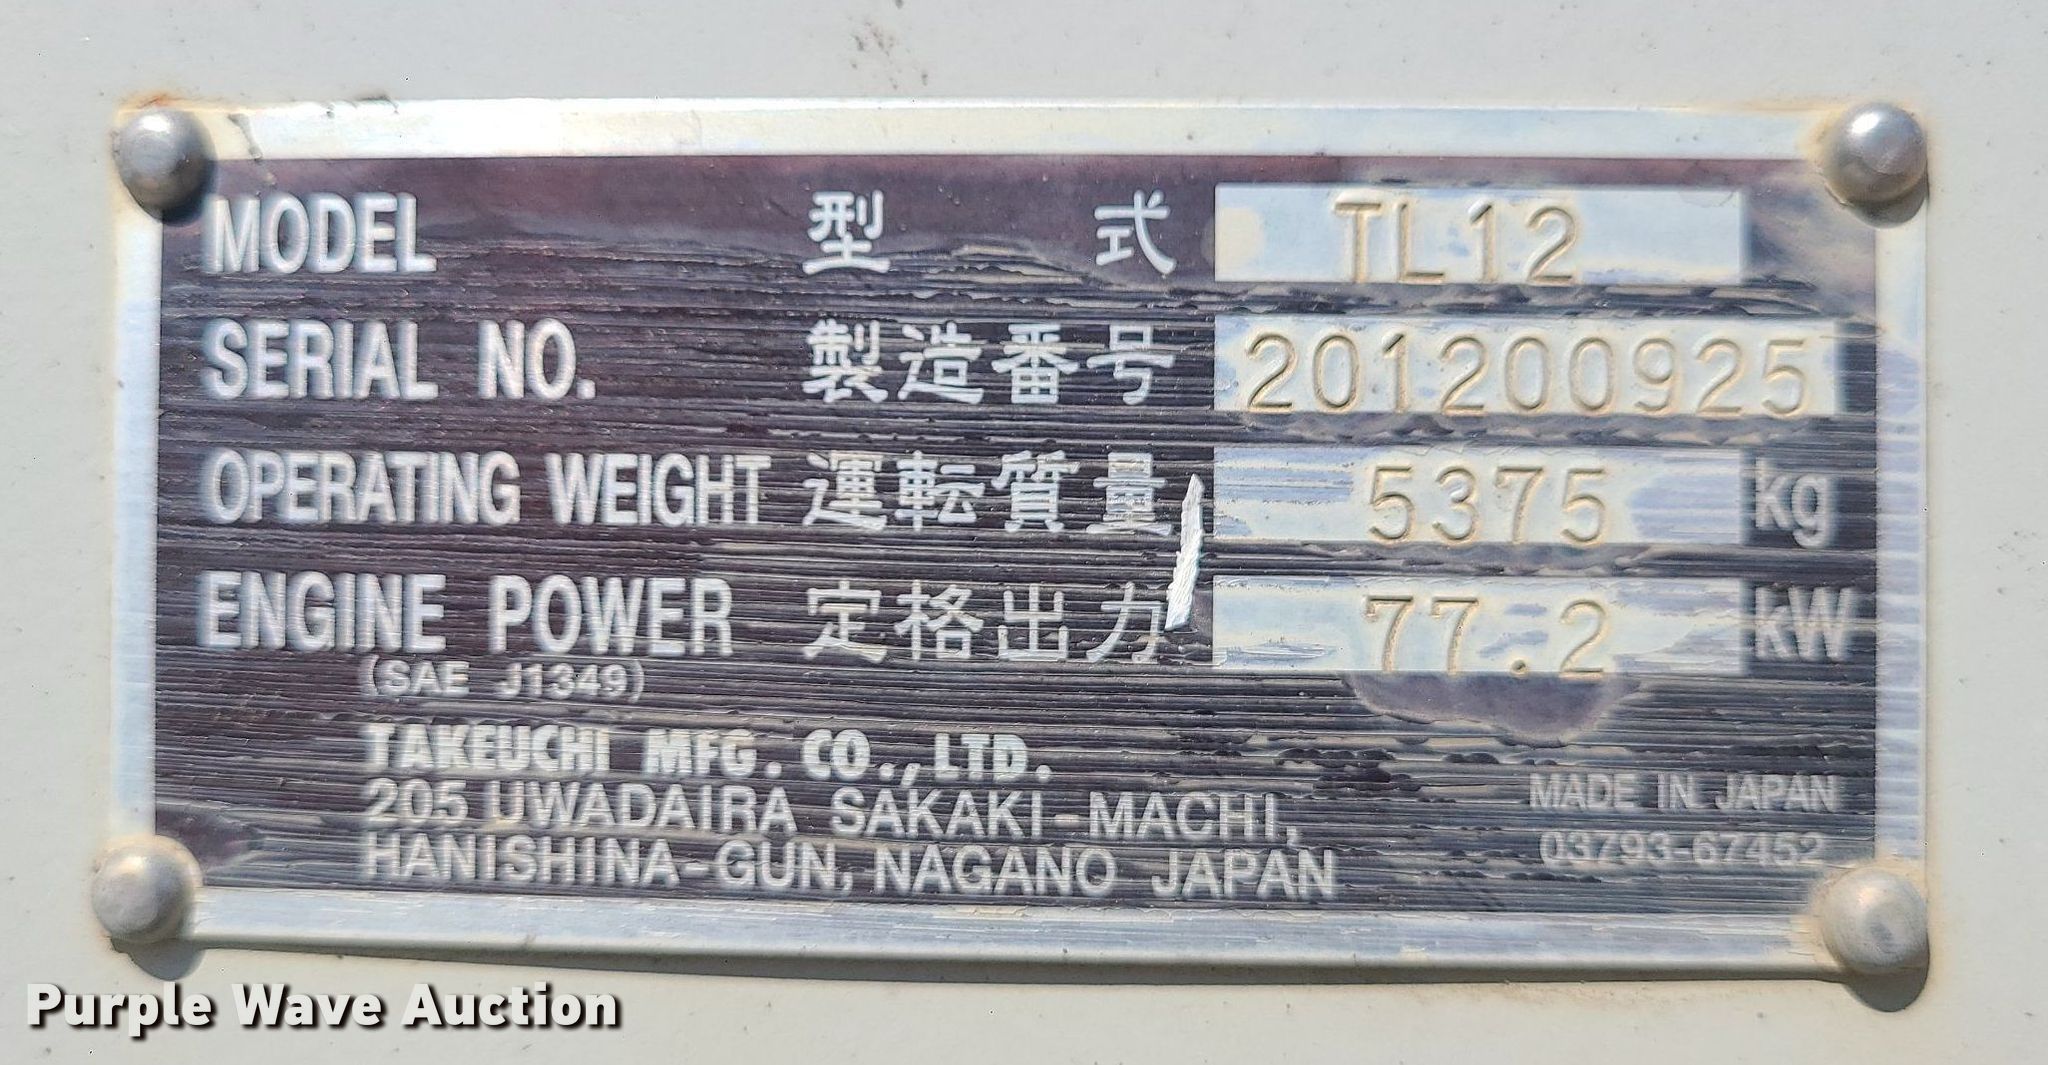 MODEL 型式 TL12
SERIAL NO. 製造番号 201200925
OPERATING WEIGHT 運転質量 5375 kg
ENGINE POWER 定格出力 77.2 kW
(SAE J1349)
TAKEUCHI MFG. CO., LTD.
205 UWADAIRA SAKAKI-MACHI,
HANISHINA-GUN, NAGANO JAPAN
MADE IN JAPAN
03793-67452
Purple Wave Auction